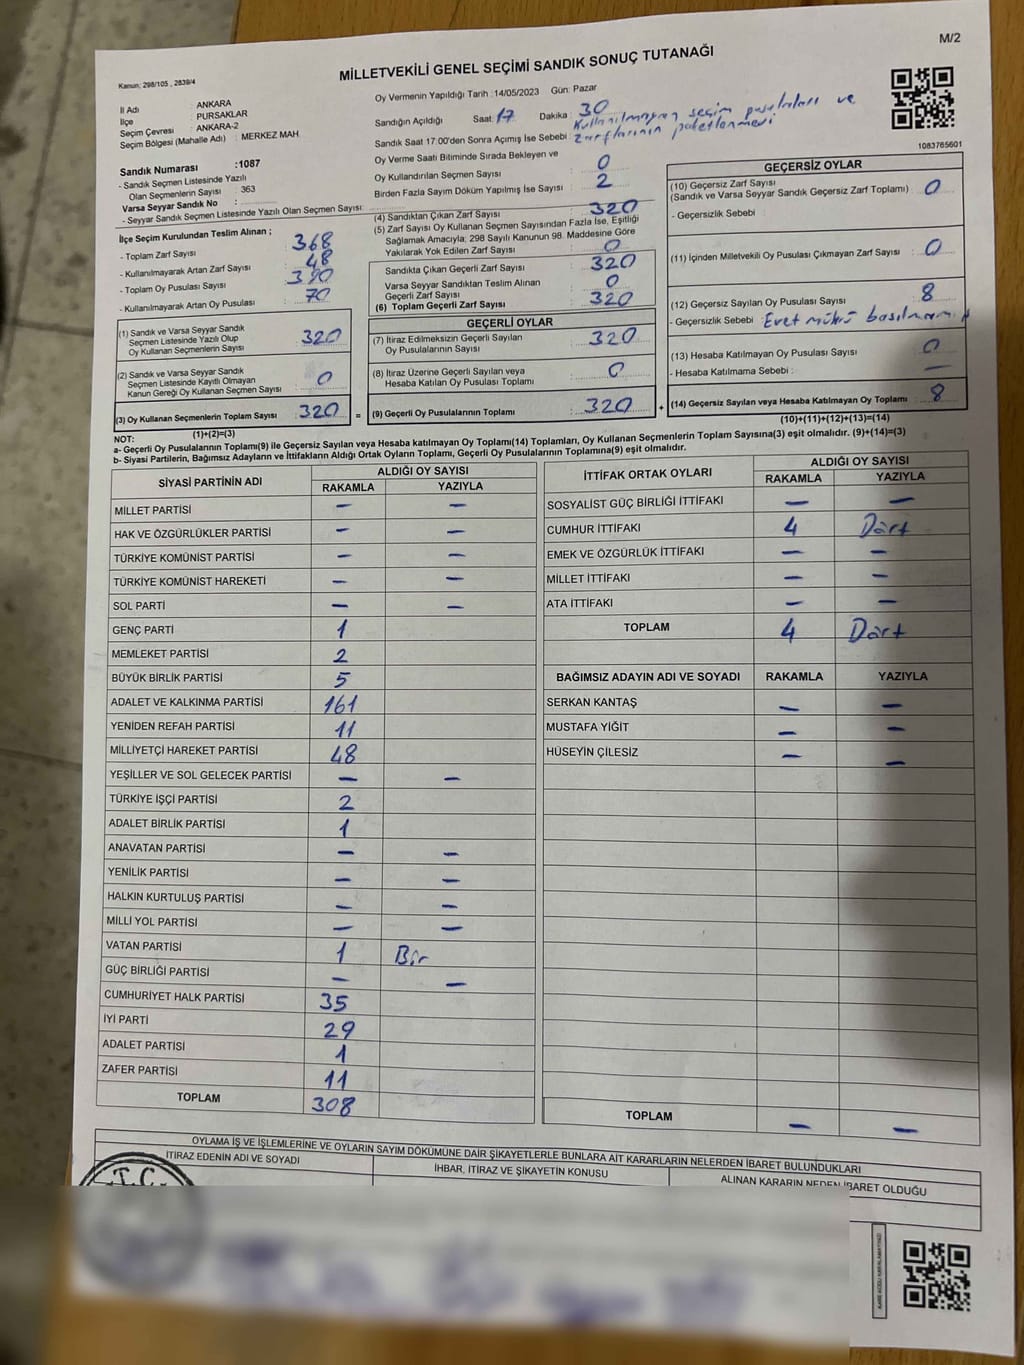 M/2
Kanun: 298/105 , 2839/4
MİLLETVEKİLİ GENEL SEÇİMİ SANDIK SONUÇ TUTANAĞI
İl Adı : ANKARA
İlçe : PURSAKLAR
Seçim Çevresi : ANKARA-2
Seçim Bölgesi (Mahalle Adı) : MERKEZ MAH.
Oy Vermenin Yapıldığı Tarih :14/05/2023 Gün: Pazar
Sandığın Açıldığı Saat: 17 Dakika : 30
Sandık Saat 17:00'den Sonra Açımış İse Sebebi : Kullanılmayan seçim pusulaları ve
zarflarının paketlenmesi
Oy Verme Saati Bitiminde Sırada Bekleyen ve
Oy Kullandırılan Seçmen Sayısı : 0
Birden Fazla Sayım Döküm Yapılmış İse Sayısı : 2
1083765601
Sandık Numarası :1087
- Sandık Seçmen Listesinde Yazılı
Olan Seçmenlerin Sayısı : 363
Varsa Seyyar Sandık No :
- Seyyar Sandık Seçmen Listesinde Yazılı Olan Seçmen Sayısı:
İlçe Seçim Kurulundan Teslim Alınan ;
- Toplam Zarf Sayısı : 368
- Kullanılmayarak Artan Zarf Sayısı : 48
- Toplam Oy Pusulası Sayısı : 390
- Kullanılmayarak Artan Oy Pusulası : 70
(1) Sandık ve Varsa Seyyar Sandık
Seçmen Listesinde Yazılı Olup
Oy Kullanan Seçmenlerin Sayısı : 320
(2) Sandık ve Varsa Seyyar Sandık
Seçmen Listesinde Kayıtlı Olmayan
Kanun Gereği Oy Kullanan Seçmen Sayısı : 0
(3) Oy Kullanan Seçmenlerin Toplam Sayısı : 320
(1)+(2)=(3)
(4) Sandıktan Çıkan Zarf Sayısı : 320
(5) Zarf Sayısı Oy Kullanan Seçmen Sayısından Fazla İse, Eşitliği
Sağlamak Amacıyla; 298 Sayılı Kanunun 98. Maddesine Göre
Yakılarak Yok Edilen Zarf Sayısı : 0
Sandıkta Çıkan Geçerli Zarf Sayısı : 320
Varsa Seyyar Sandıktan Teslim Alınan
Geçerli Zarf Sayısı : 0
(6) Toplam Geçerli Zarf Sayısı : 320
GEÇERLİ OYLAR
(7) İtiraz Edilmeksizin Geçerli Sayılan
Oy Pusulalarının Sayısı : 320
(8) İtiraz Üzerine Geçerli Sayılan veya
Hesaba Katılan Oy Pusulası Toplamı : 0
= (9) Geçerli Oy Pusulalarının Toplamı : 320 +
GEÇERSİZ OYLAR
(10) Geçersiz Zarf Sayısı
(Sandık ve Varsa Seyyar Sandık Geçersiz Zarf Toplamı) : 0
- Geçersizlik Sebebi :
(11) İçinden Milletvekili Oy Pusulası Çıkmayan Zarf Sayısı : 0
(12) Geçersiz Sayılan Oy Pusulası Sayısı : 8
- Geçersizlik Sebebi : Evet mührü basılmamış
(13) Hesaba Katılmayan Oy Pusulası Sayısı : 0
- Hesaba Katılmama Sebebi : —
(14) Geçersiz Sayılan veya Hesaba Katılmayan Oy Toplamı : 8
(10)+(11)+(12)+(13)=(14)
NOT:
a- Geçerli Oy Pusulalarının Toplamı(9) ile Geçersiz Sayılan veya Hesaba katılmayan Oy Toplamı(14) Toplamları, Oy Kullanan Seçmenlerin Toplam Sayısına(3) eşit olmalıdır. (9)+(14)=(3)
b- Siyasi Partilerin, Bağımsız Adayların ve İttifakların Aldığı Oyların Toplamı, Geçerli Oy Pusulalarının Toplamına(9) eşit olmalıdır.
SİYASİ PARTİNİN ADI ALDIĞI OY SAYISI
RAKAMLA YAZIYLA
MİLLET PARTİSİ — —
HAK VE ÖZGÜRLÜKLER PARTİSİ — —
TÜRKİYE KOMÜNİST PARTİSİ — —
TÜRKİYE KOMÜNİST HAREKETİ — —
SOL PARTİ — —
GENÇ PARTİ 1
MEMLEKET PARTİSİ 2
BÜYÜK BİRLİK PARTİSİ 5
ADALET VE KALKINMA PARTİSİ 161
YENİDEN REFAH PARTİSİ 11
MİLLİYETÇİ HAREKET PARTİSİ 48
YEŞİLLER VE SOL GELECEK PARTİSİ — —
TÜRKİYE İŞÇİ PARTİSİ 2
ADALET BİRLİK PARTİSİ 1
ANAVATAN PARTİSİ — —
YENİLİK PARTİSİ — —
HALKIN KURTULUŞ PARTİSİ — —
MİLLİ YOL PARTİSİ — —
VATAN PARTİSİ 1 Bir
GÜÇ BİRLİĞİ PARTİSİ — —
CUMHURİYET HALK PARTİSİ 35
İYİ PARTİ 29
ADALET PARTİSİ 1
ZAFER PARTİSİ 11
TOPLAM 308
İTTİFAK ORTAK OYLARI ALDIĞI OY SAYISI
RAKAMLA YAZIYLA
SOSYALİST GÜÇ BİRLİĞİ İTTİFAKI — —
CUMHUR İTTİFAKI 4 Dört
EMEK VE ÖZGÜRLÜK İTTİFAKI — —
MİLLET İTTİFAKI — —
ATA İTTİFAKI — —
TOPLAM 4 Dört
BAĞIMSIZ ADAYIN ADI VE SOYADI RAKAMLA YAZIYLA
SERKAN KANTAŞ — —
MUSTAFA YİĞİT — —
HÜSEYİN ÇİLESİZ — —
TOPLAM — —
OYLAMA İŞ VE İŞLEMLERİNE VE OYLARIN SAYIM DÖKÜMÜNE DAİR ŞİKAYETLERLE BUNLARA AİT KARARLARIN NELERDEN İBARET BULUNDUKLARI
İTİRAZ EDENİN ADI VE SOYADI İHBAR, İTİRAZ VE ŞİKAYETİN KONUSU ALINAN KARARIN NEDEN İBARET OLDUĞU
T.C.